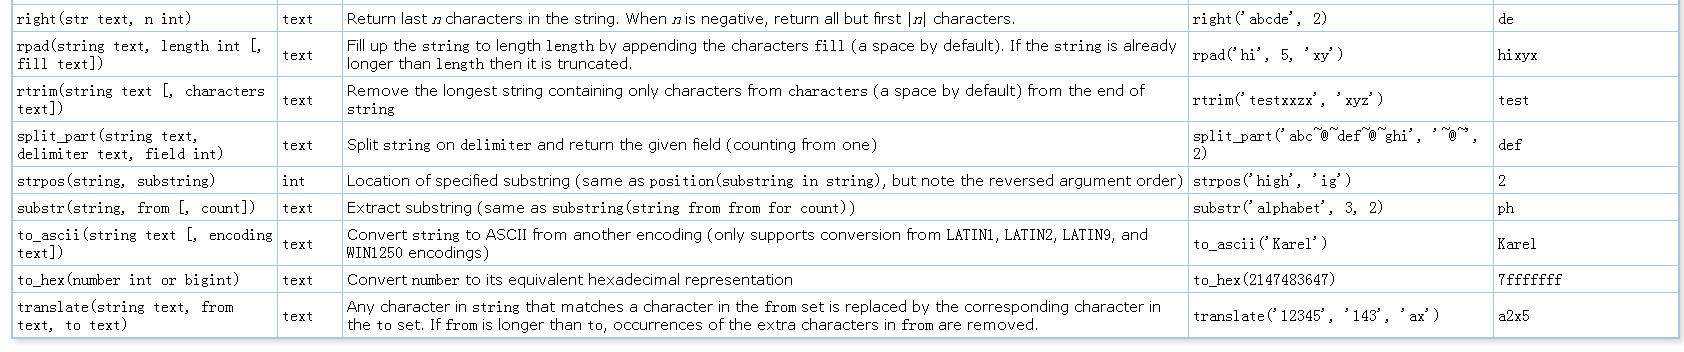 right(str text, n int) text Return last n characters in the string. When n is negative, return all but first |n| characters. right('abcde', 2) de
rpad(string text, length int [, fill text]) text Fill up the string to length length by appending the characters fill (a space by default). If the string is already longer than length then it is truncated. rpad('hi', 5, 'xy') hixyx
rtrim(string text [, characters text]) text Remove the longest string containing only characters from characters (a space by default) from the end of string rtrim('testxxzx', 'xyz') test
split_part(string text, delimiter text, field int) text Split string on delimiter and return the given field (counting from one) split_part('abc~@~def~@~ghi', '~@~', 2) def
strpos(string, substring) int Location of specified substring (same as position(substring in string), but note the reversed argument order) strpos('high', 'ig') 2
substr(string, from [, count]) text Extract substring (same as substring(string from from for count)) substr('alphabet', 3, 2) ph
to_ascii(string text [, encoding text]) text Convert string to ASCII from another encoding (only supports conversion from LATIN1, LATIN2, LATIN9, and WIN1250 encodings) to_ascii('Karel') Karel
to_hex(number int or bigint) text Convert number to its equivalent hexadecimal representation to_hex(2147483647) 7fffffff
translate(string text, from text, to text) text Any character in string that matches a character in the from set is replaced by the corresponding character in the to set. If from is longer than to, occurrences of the extra characters in from are removed. translate('12345', '143', 'ax') a2x5